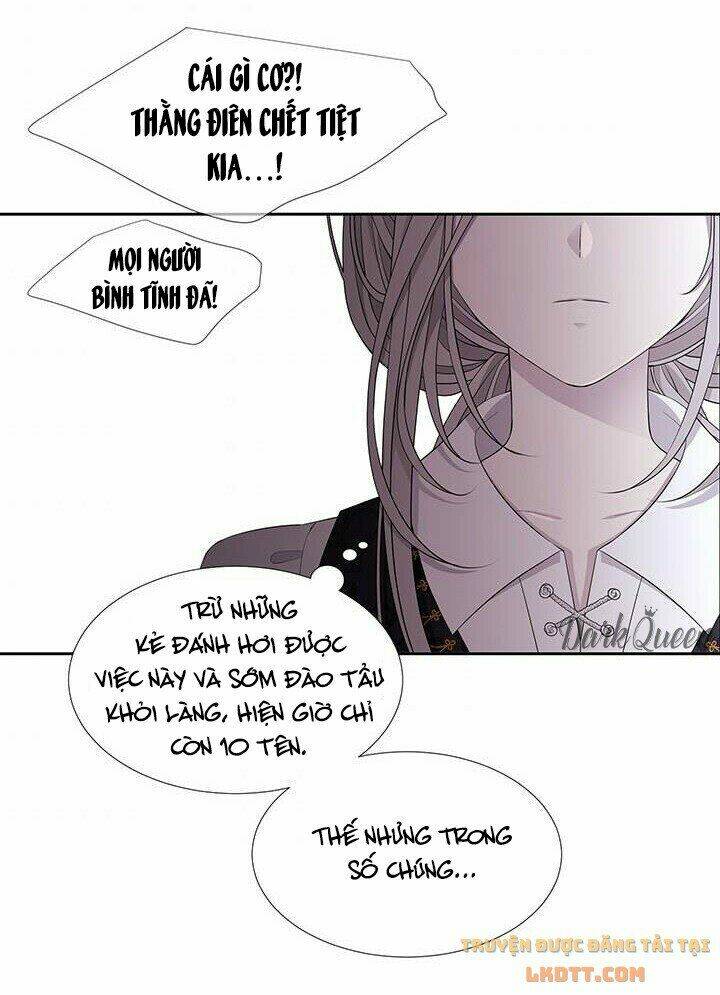 CÁI GÌ CƠ?!
THẰNG ĐIÊN CHẾT TIỆT
KIA...!
MỌI NGƯỜI
BÌNH TĨNH ĐÃ!
TRỪ NHỮNG
KẺ ĐÁNH HƠI ĐƯỢC
VIỆC NÀY VÀ SỚM ĐÀO TẨU
KHỎI LÀNG, HIỆN GIỜ CHỈ
CÒN 10 TÊN.
Dark Queen
THẾ NHƯNG TRONG
SỐ CHÚNG...
TRUYỆN ĐƯỢC ĐĂNG TẢI TẠI
LKDTT.COM